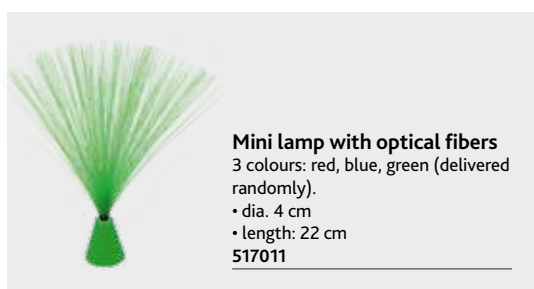 Mini lamp with optical fibers
3 colours: red, blue, green (delivered
randomly).
• dia. 4 cm
• length: 22 cm
517011